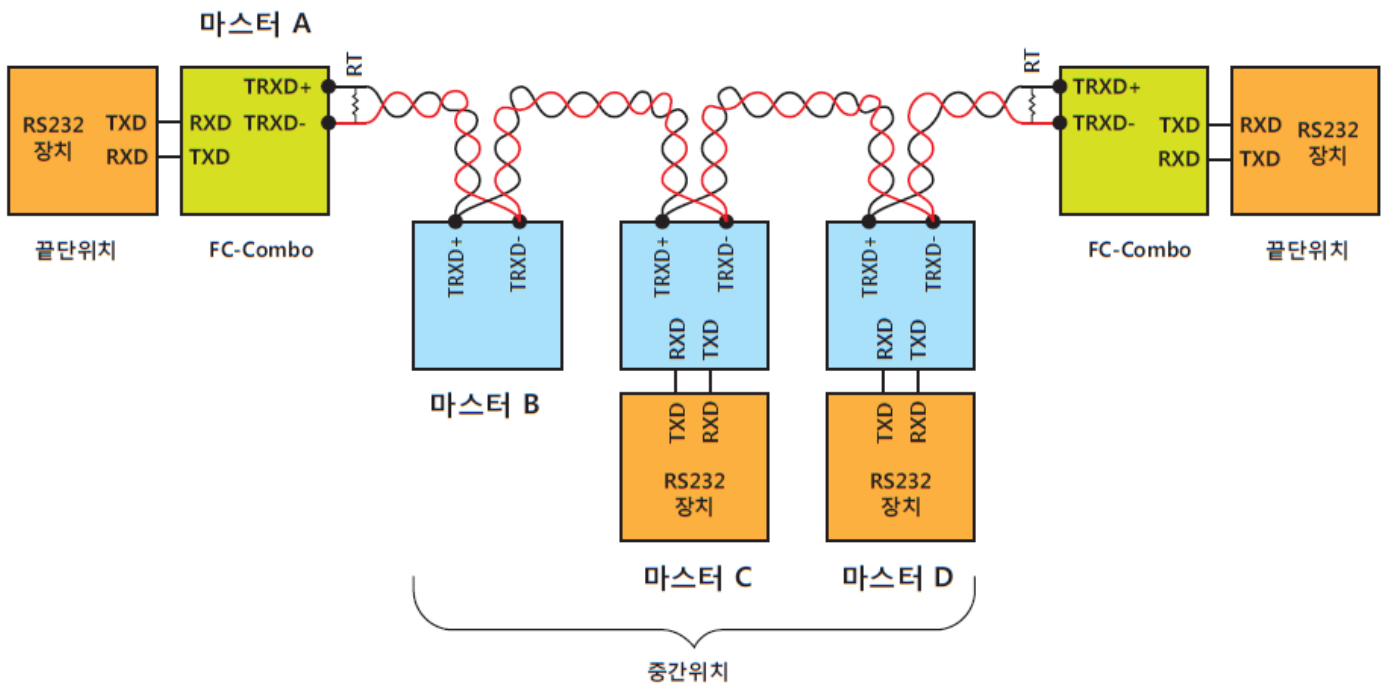 마스터 A
RT
RT
RS232
장치
TXD
RXD
TRXD+
RXD TRXD-
TXD
TRXD+
TRXD-
TXD
RXD
RXD
TXD
RS232
장치
끝단위치
FC-Combo
FC-Combo
끝단위치
TRXD+
TRXD-
TRXD+
TRXD-
RXD
TXD
TRXD+
TRXD-
RXD
TXD
마스터 B
TXD
RXD
RS232
장치
TXD
RXD
RS232
장치
마스터 C
마스터 D
중간위치